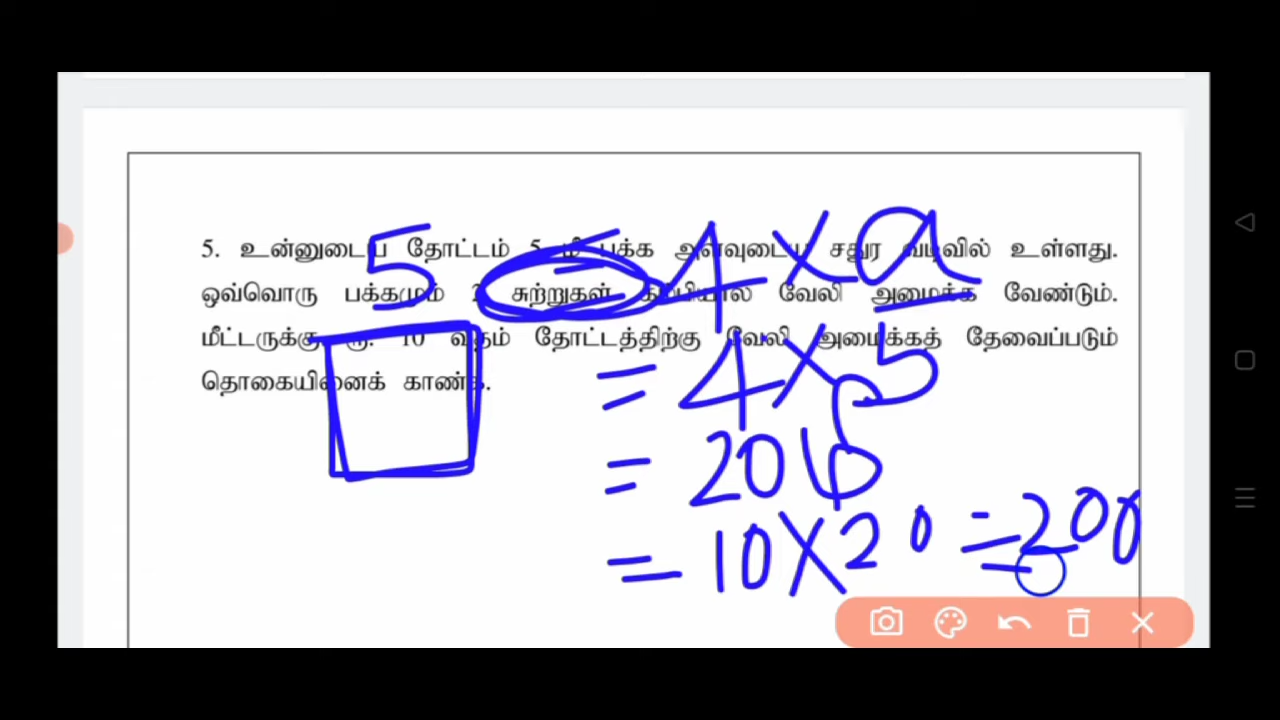 5. உன்னுடைய தோட்டம் 5 மீ பக்க அளவுடைய சதுர வடிவில் உள்ளது.
ஒவ்வொரு பக்கமும் 2 சுற்றுகள் கம்பியால் வேலி அமைக்க வேண்டும்.
மீட்டருக்கு ரூ. 10 வீதம் தோட்டத்திற்கு வேலி அமைக்கத் தேவைப்படும்
தொகையினைக் காண்க.
5
= 4 × a
= 4 × 5
= 20 மீ
= 10 × 20 = 200